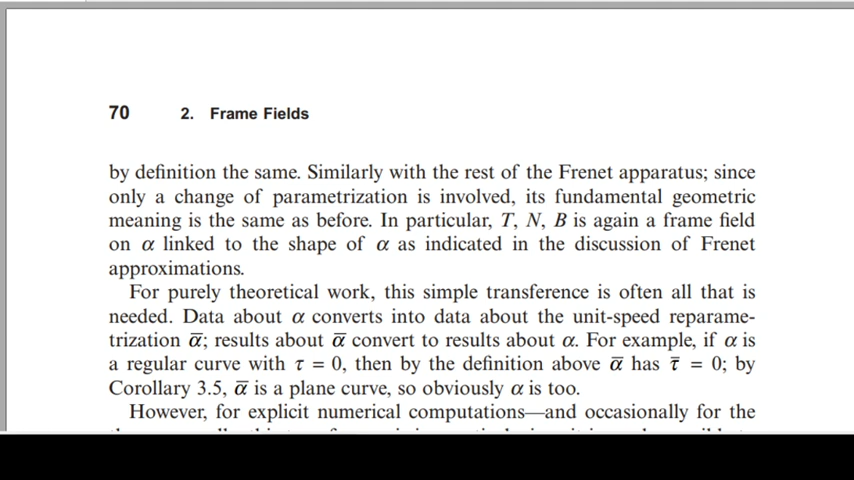 70 2. Frame Fields
by definition the same. Similarly with the rest of the Frenet apparatus; since
only a change of parametrization is involved, its fundamental geometric
meaning is the same as before. In particular, T, N, B is again a frame field
on α linked to the shape of α as indicated in the discussion of Frenet
approximations.
For purely theoretical work, this simple transference is often all that is
needed. Data about α converts into data about the unit-speed reparame-
trization ᾱ; results about ᾱ convert to results about α. For example, if α is
a regular curve with τ = 0, then by the definition above ᾱ has τ̄ = 0; by
Corollary 3.5, ᾱ is a plane curve, so obviously α is too.
However, for explicit numerical computations—and occasionally for the